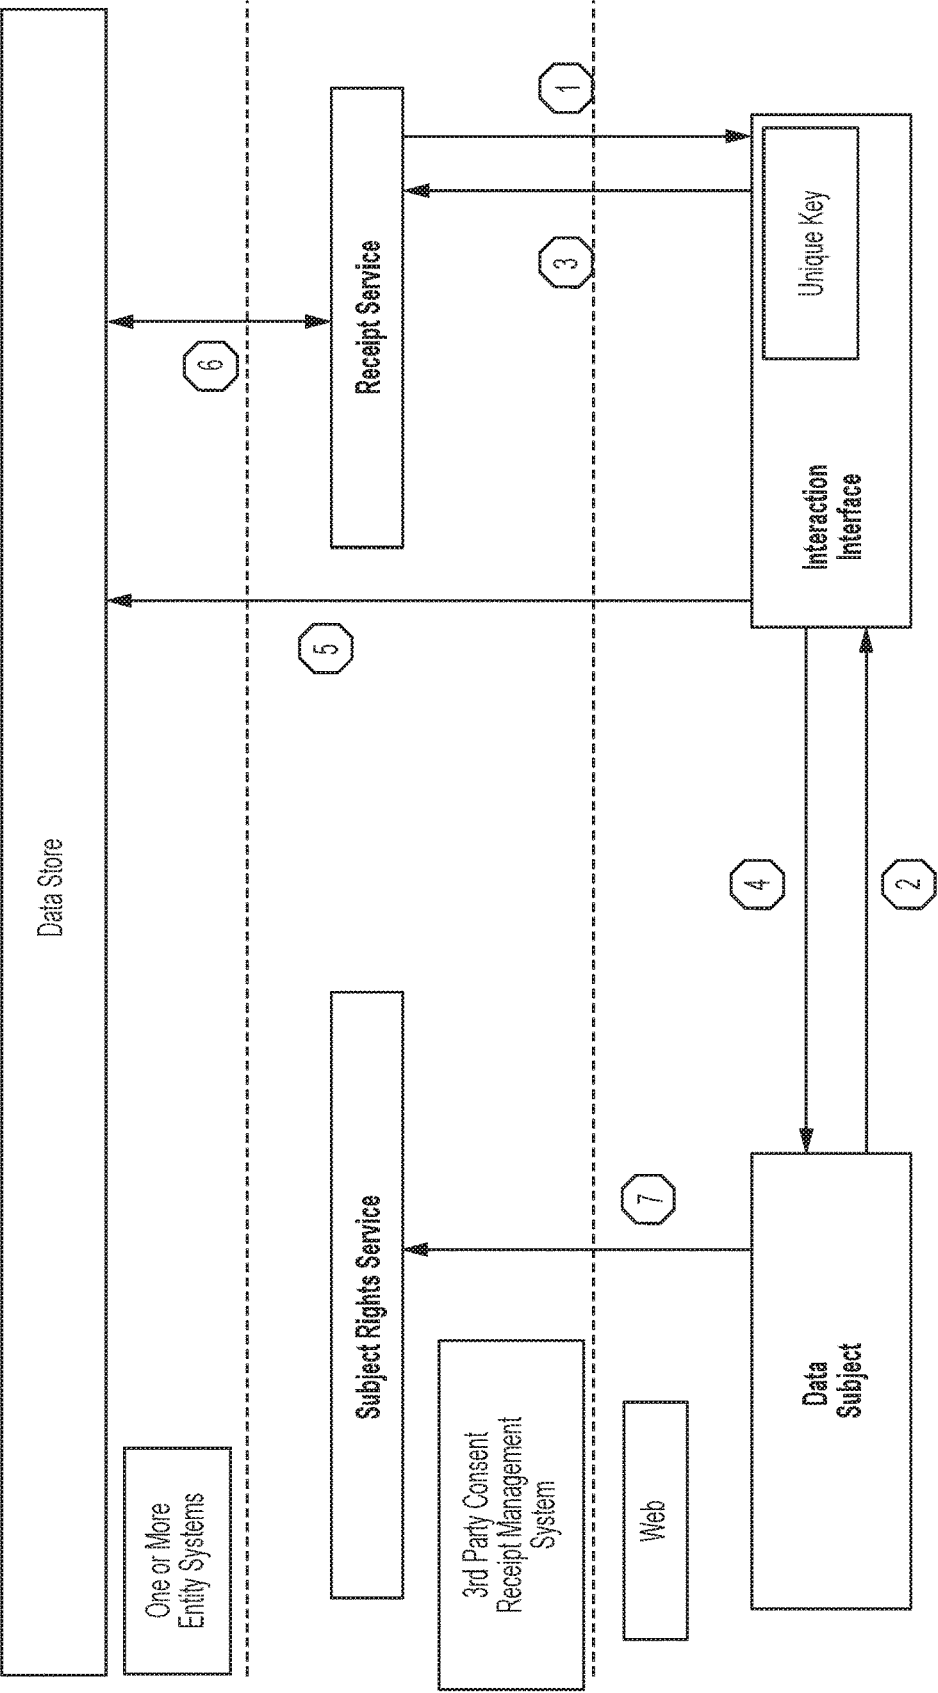 Data Store
One or More
Entity Systems
6
5
Subject Rights Service
Receipt Service
3rd Party Consent
Receipt Management
System
3
1
7
Web
4
Data
Subject
Interaction
Interface
Unique Key
2